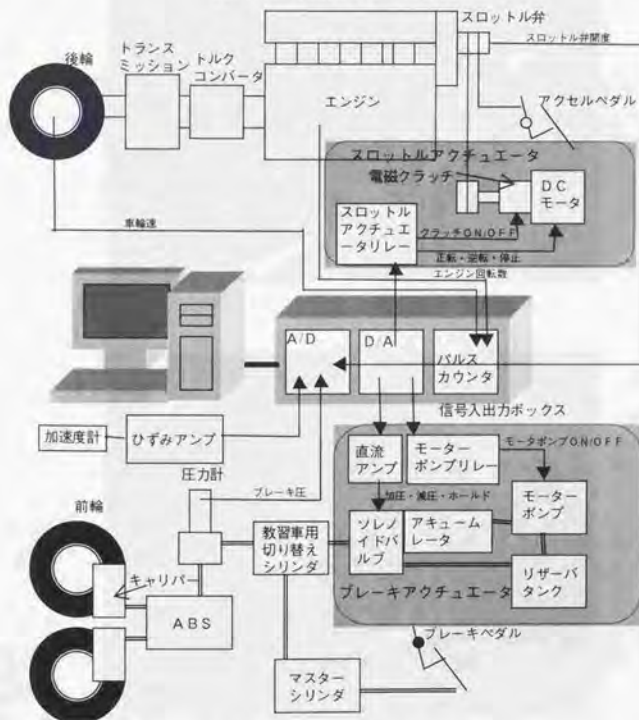 スロットル弁
スロットル弁開度
トランス
ミッション
トルク
コンバータ
後輪
エンジン
アクセルペダル
スロットルアクチュエータ
電磁クラッチ
DC
モータ
スロットル
アクチュ
エータリレー
クラッチON/OFF
正転・逆転・停止
車輪速
エンジン回転数
A/D
D/A
パルス
カウンタ
信号入出力ボックス
加速度計
ひずみアンプ
直流
アンプ
モーター
ポンプリレー
モータポンプON/OFF
圧力計
ブレーキ圧
加圧・減圧・ホールド
モーター
ポンプ
前輪
教習車用
切り替え
シリンダ
ソレノ
イドバ
ルブ
アキューム
レータ
キャリパー
リザーバ
タンク
ブレーキアクチュエータ
ABS
ブレーキペダル
マスター
シリンダ